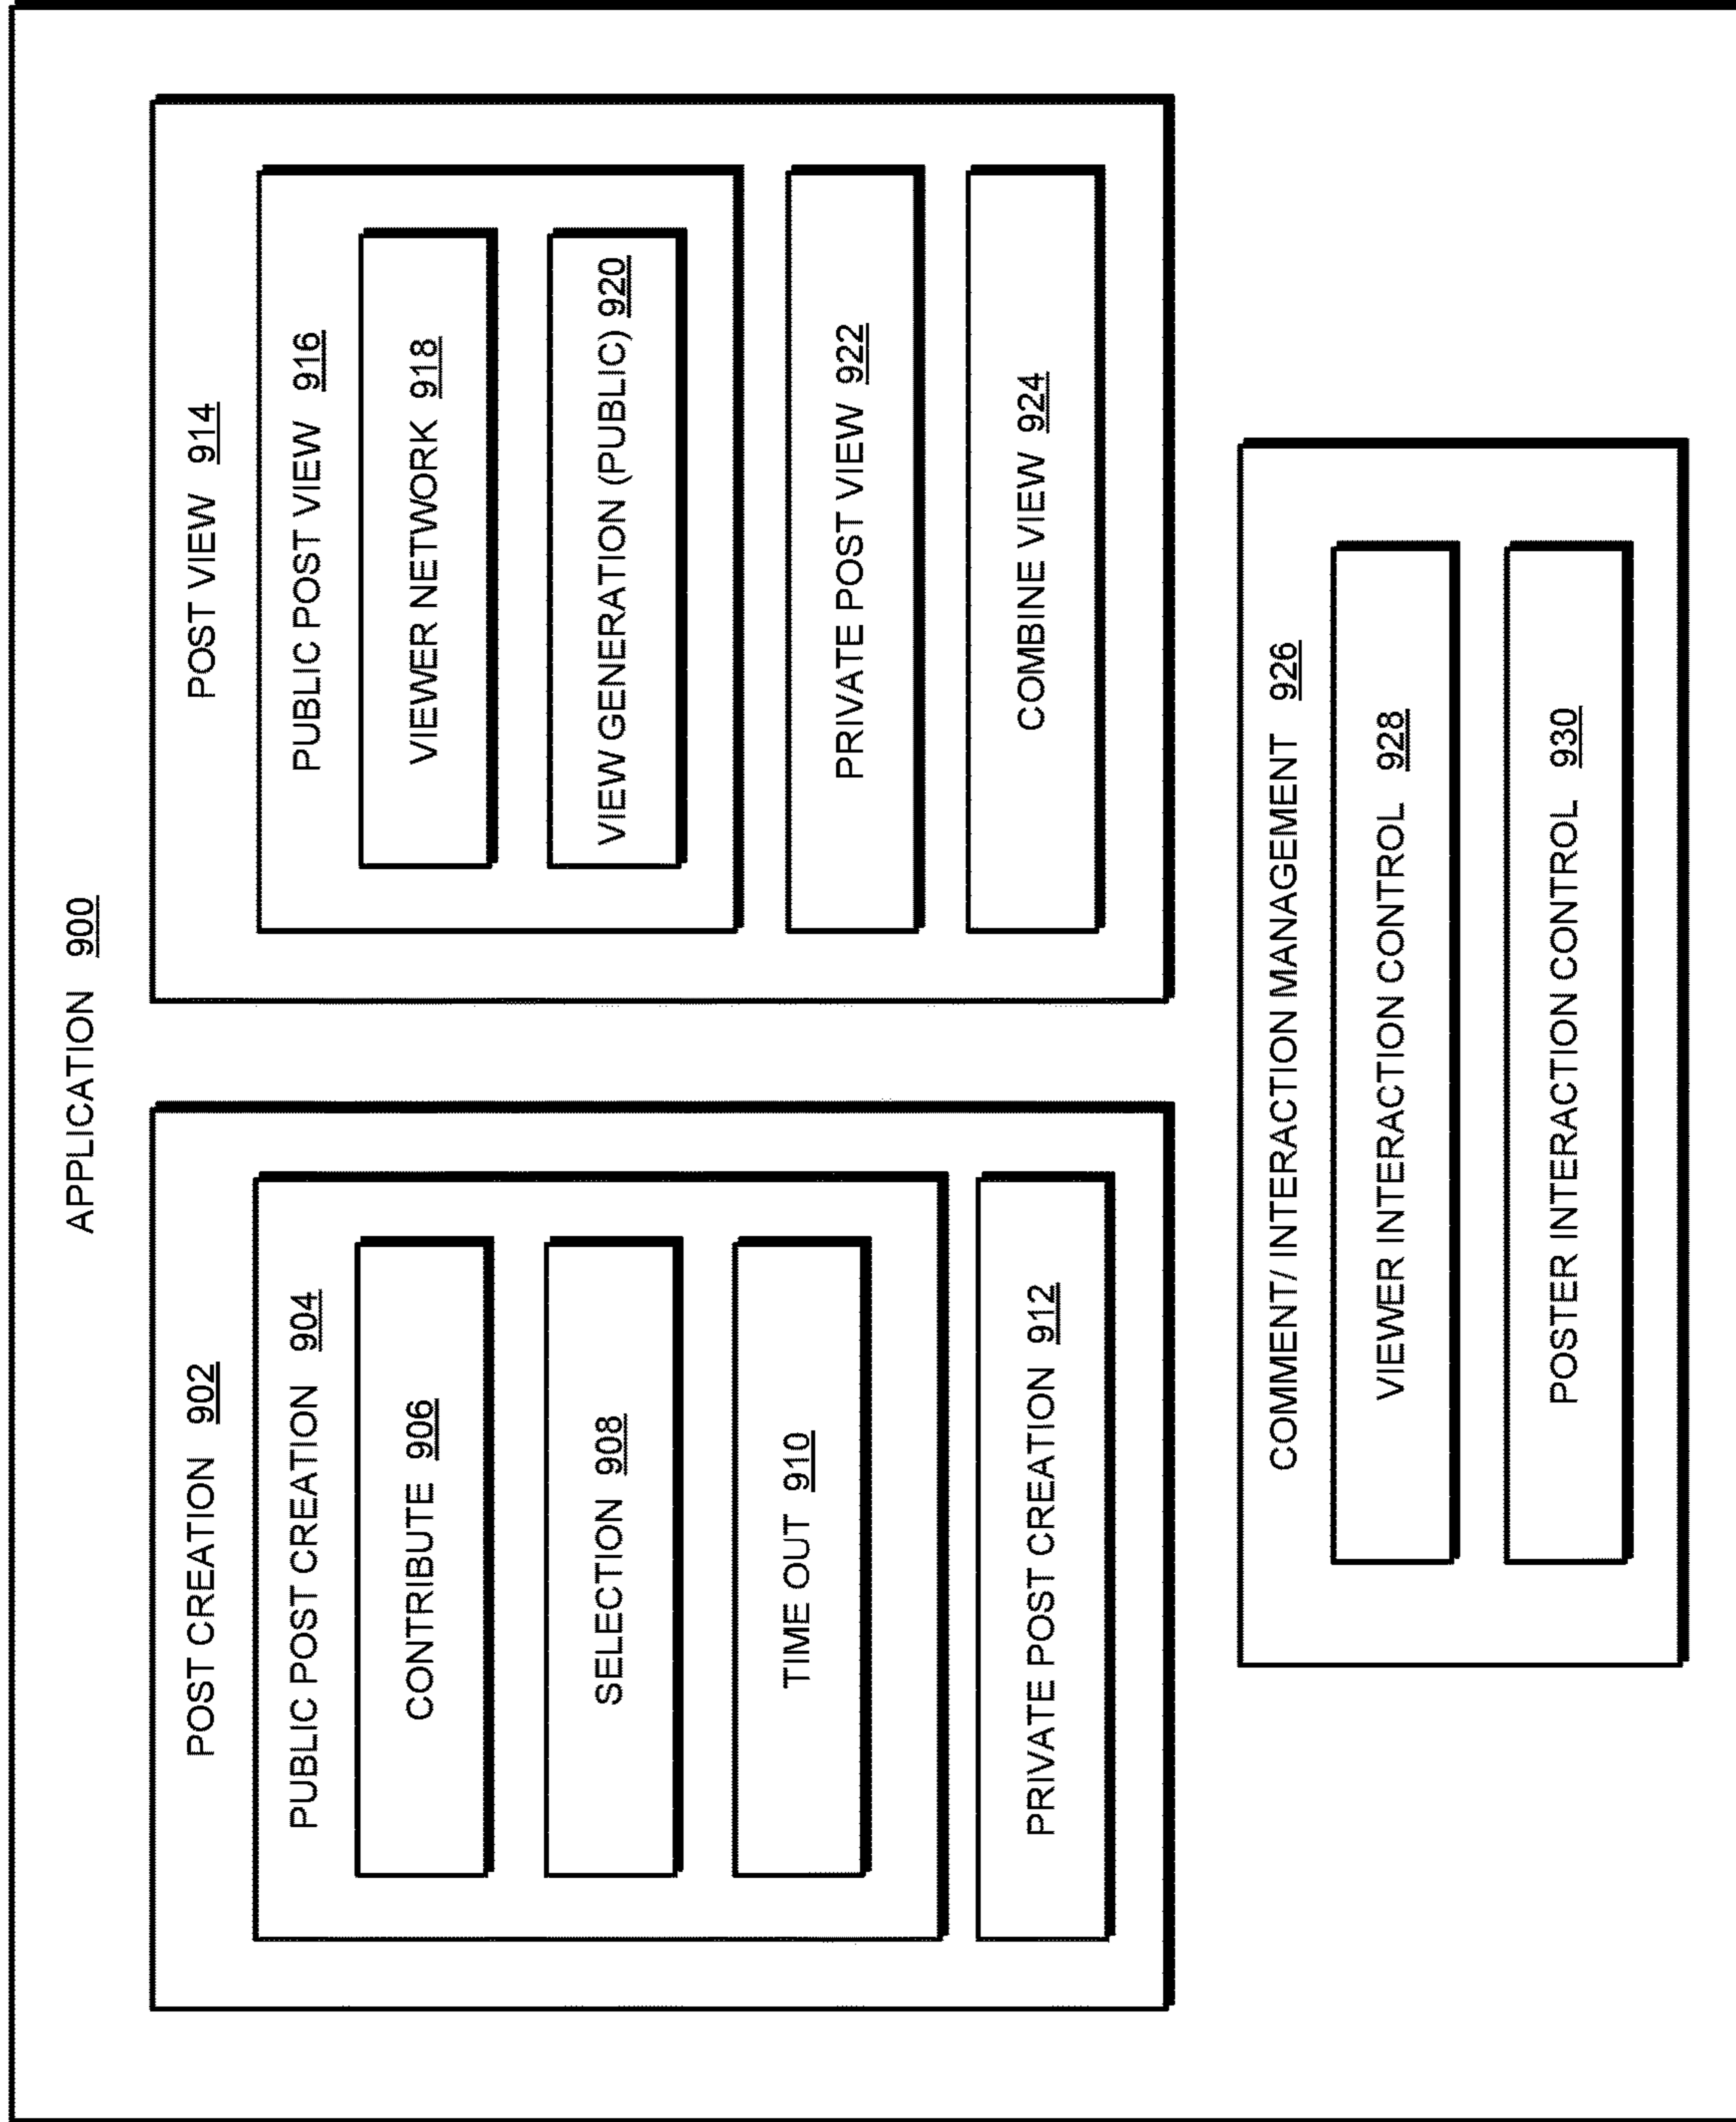 APPLICATION 900
POST CREATION 902
PUBLIC POST CREATION 904
CONTRIBUTE 906
SELECTION 908
TIME OUT 910
PRIVATE POST CREATION 912
POST VIEW 914
PUBLIC POST VIEW 916
VIEWER NETWORK 918
VIEW GENERATION (PUBLIC) 920
PRIVATE POST VIEW 922
COMBINE VIEW 924
COMMENT/ INTERACTION MANAGEMENT 926
VIEWER INTERACTION CONTROL 928
POSTER INTERACTION CONTROL 930